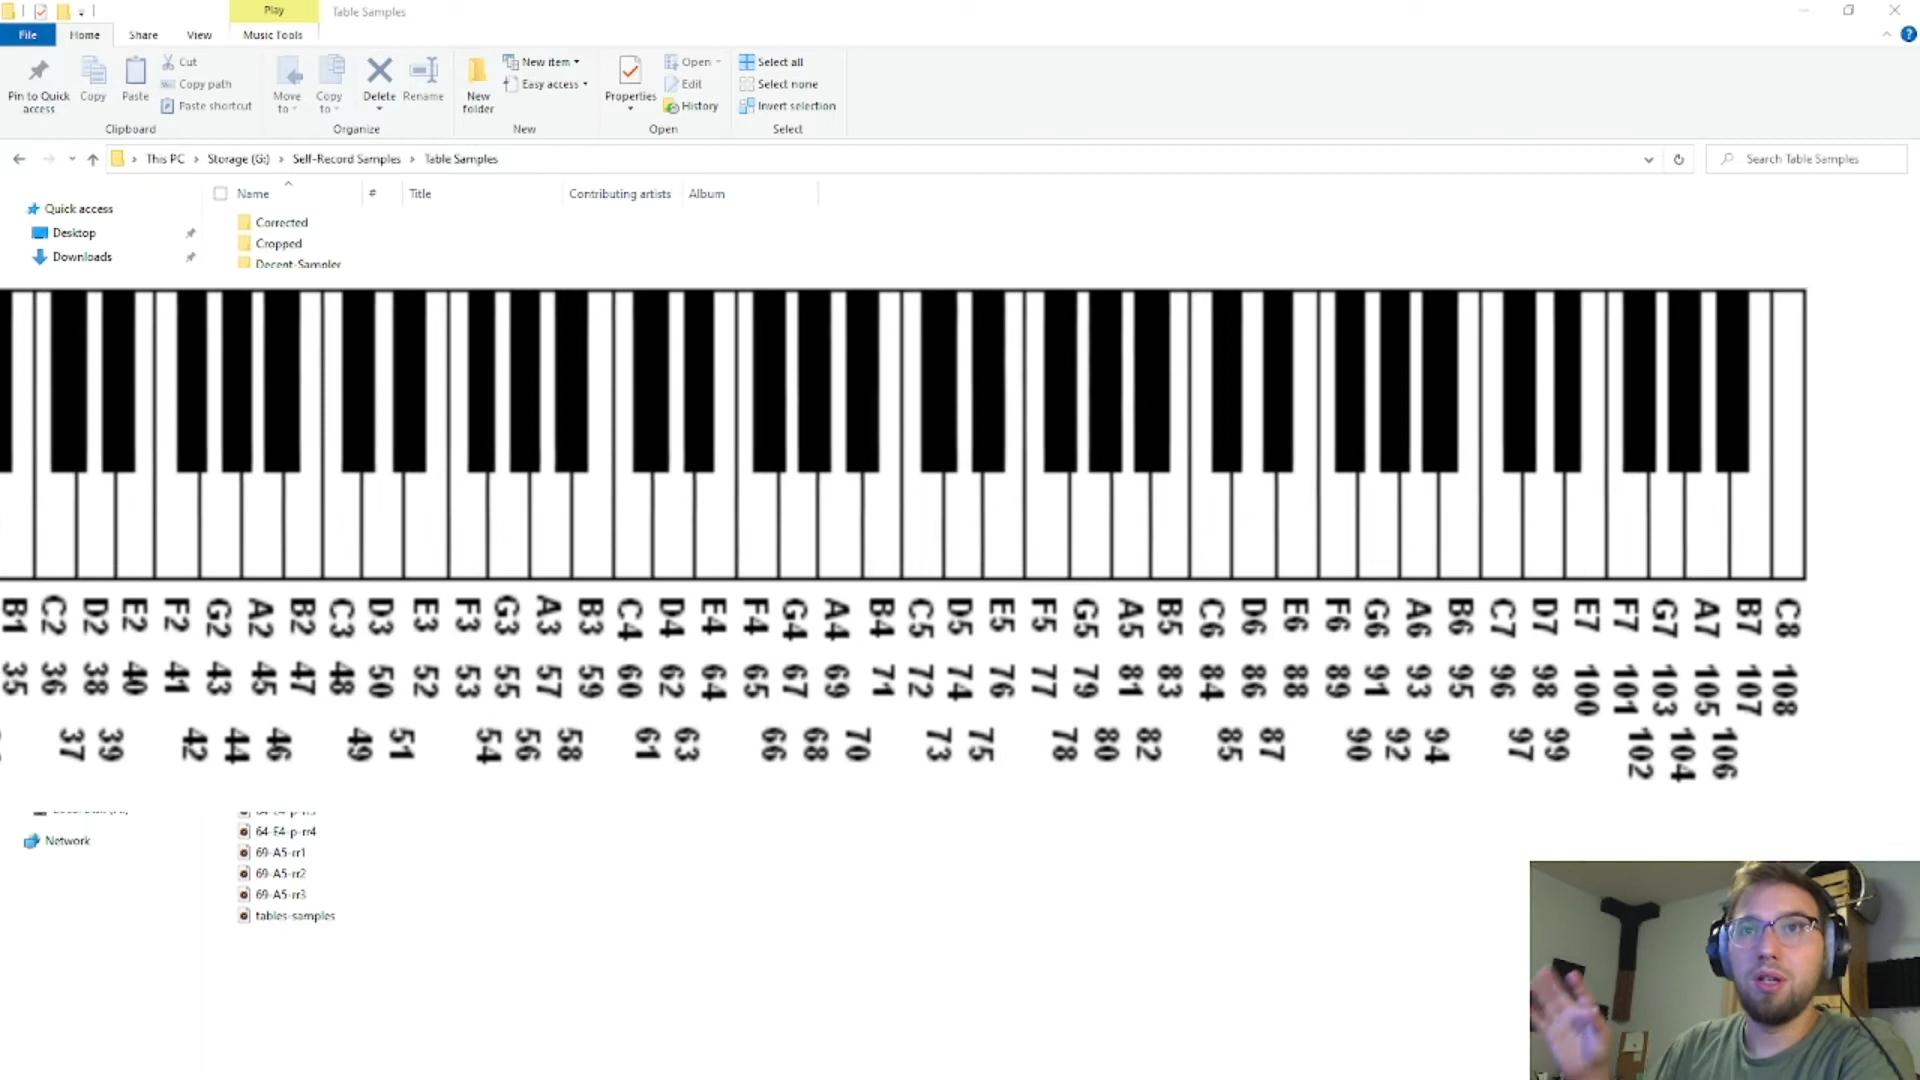 Play
Table Samples
File
Home
Share
View
Music Tools
Pin to Quick access
Copy
Paste
Cut
Copy path
Paste shortcut
Clipboard
Move to
Copy to
Delete
Rename
Organize
New folder
New item
Easy access
New
Properties
Open
Edit
History
Open
Select all
Select none
Invert selection
Select
This PC > Storage (G:) > Self-Record Samples > Table Samples
Search Table Samples
Name
#
Title
Contributing artists
Album
Quick access
Desktop
Downloads
Corrected
Cropped
Decent-Sampler
B1 C2 D2 E2 F2 G2 A2 B2 C3 D3 E3 F3 G3 A3 B3 C4 D4 E4 F4 G4 A4 B4 C5 D5 E5 F5 G5 A5 B5 C6 D6 E6 F6 G6 A6 B6 C7 D7 E7 F7 G7 A7 B7 C8
35 36 38 40 41 43 45 47 48 50 52 53 55 57 59 60 62 64 65 67 69 71 72 74 76 77 79 81 83 84 86 88 89 91 93 95 96 98 100 101 103 105 107 108
37 39 42 44 46 49 51 54 56 58 61 63 66 68 70 73 75 78 80 82 85 87 90 92 94 97 99 102 104 106
Network
64-E4-p-rr4
69-A5-rr1
69-A5-rr2
69-A5-rr3
tables-samples